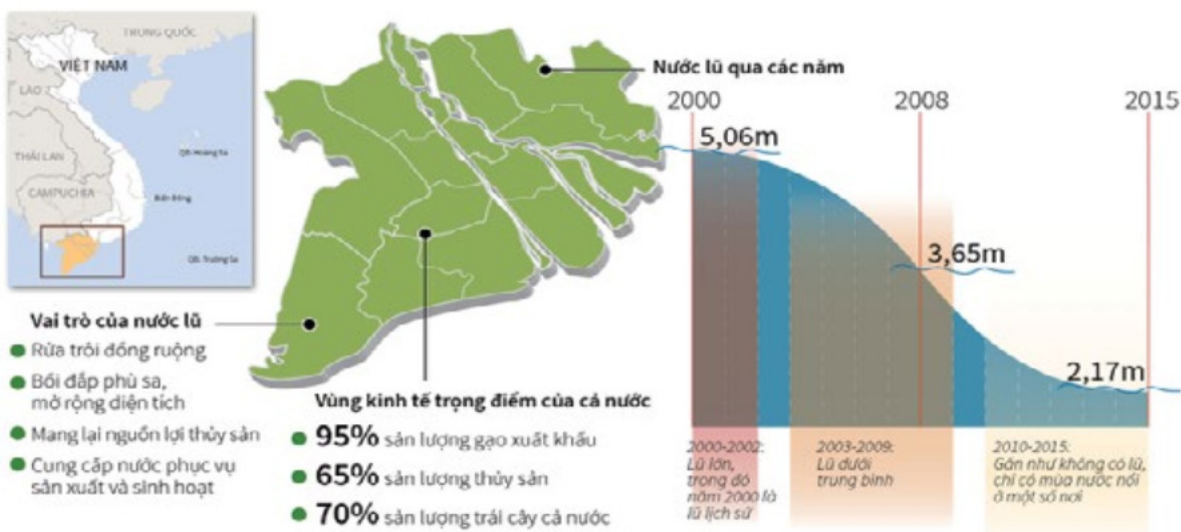 TRUNG QUỐC
VIỆT NAM
LÀO
THÁI LAN
CAMPUCHIA
QĐ. Hoàng Sa
Biển Đông
QĐ. Trường Sa
Vai trò của nước lũ
Rửa trôi đồng ruộng
Bồi đắp phù sa,
mở rộng diện tích
Mang lại nguồn lợi thủy sản
Cung cấp nước phục vụ
sản xuất và sinh hoạt
Vùng kinh tế trọng điểm của cả nước
95% sản lượng gạo xuất khẩu
65% sản lượng thủy sản
70% sản lượng trái cây cả nước
Nước lũ qua các năm
2000
2008
2015
5,06m
3,65m
2,17m
2000-2002:
Lũ lớn,
trong đó
năm 2000 là
lũ lịch sử
2003-2009:
Lũ dưới
trung bình
2010-2015:
Gần như không có lũ,
chỉ có mùa nước nổi
ở một số nơi